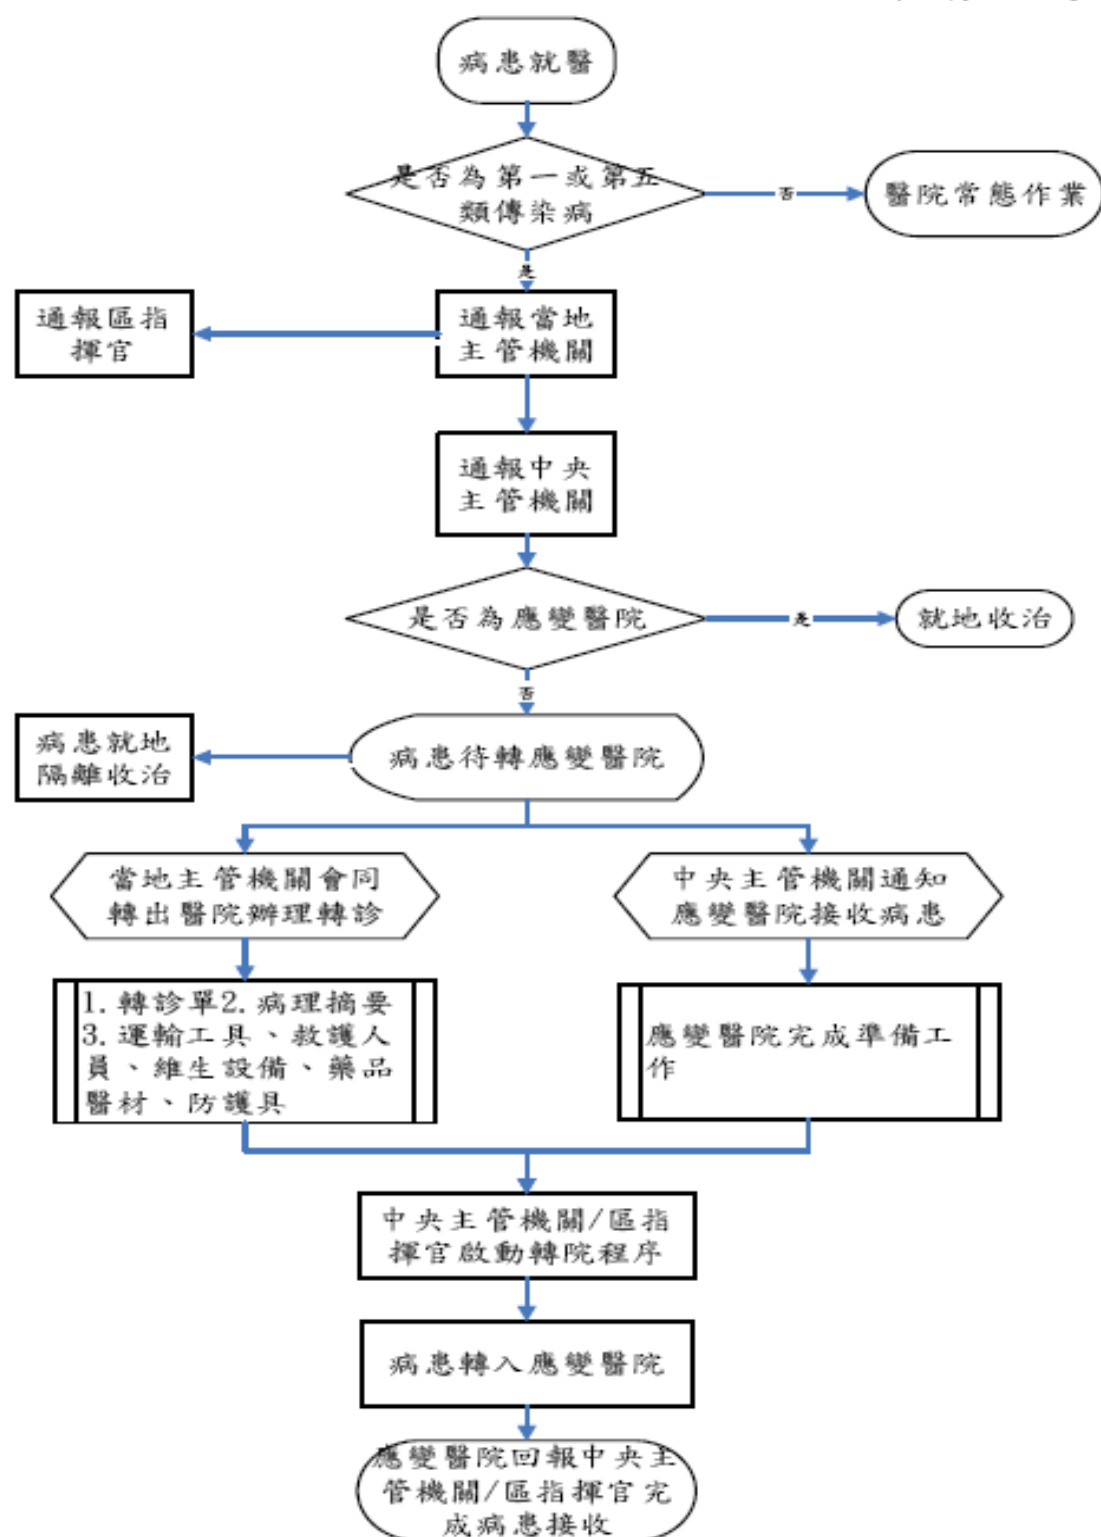 病患就醫
是否為第一或第五
類傳染病
否
醫院常態作業
是
通報區指
揮官
通報當地
主管機關
通報中央
主管機關
是否為應變醫院
是
就地收治
否
病患就地
隔離收治
病患待轉應變醫院
當地主管機關會同
轉出醫院辦理轉診
中央主管機關通知
應變醫院接收病患
1.轉診單2.病理摘要
3.運輸工具、救護人
員、維生設備、藥品
醫材、防護具
應變醫院完成準備工
作
中央主管機關/區指
揮官啟動轉院程序
病患轉入應變醫院
應變醫院回報中央主
管機關/區指揮官完
成病患接收